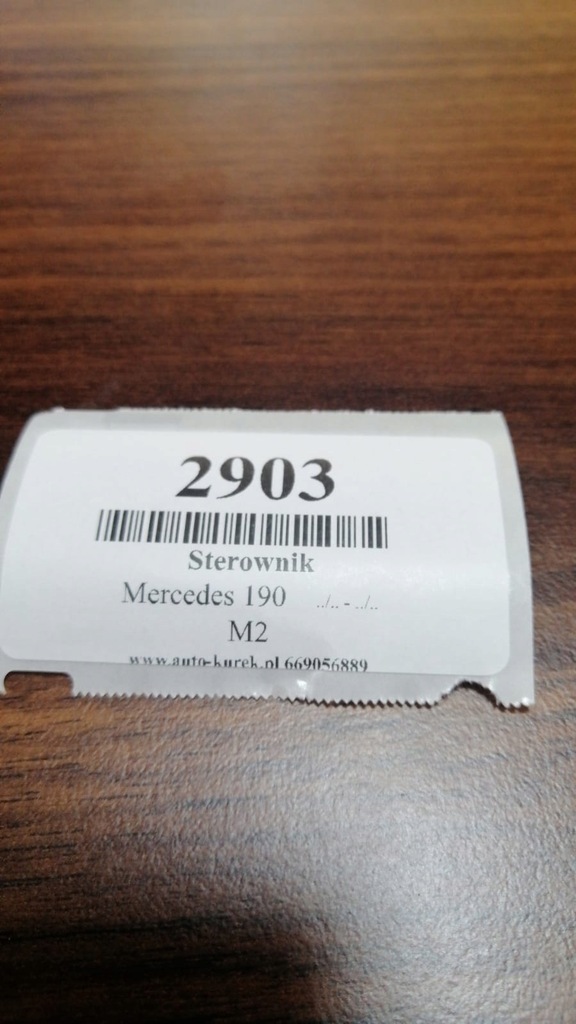 2903
Sterownik
Mercedes 190 ../.. - ../..
M2
www.auto-kurek.pl 669056889